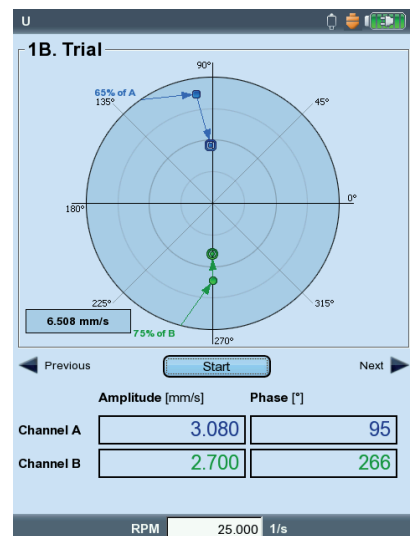 U
1B. Trial
90°
65% of A
135°
45°
180°
0°
225°
315°
6.508 mm/s
75% of B
270°
Previous
Start
Next
Amplitude [mm/s] Phase [°]
Channel A 3.080 95
Channel B 2.700 266
RPM 25.000 1/s